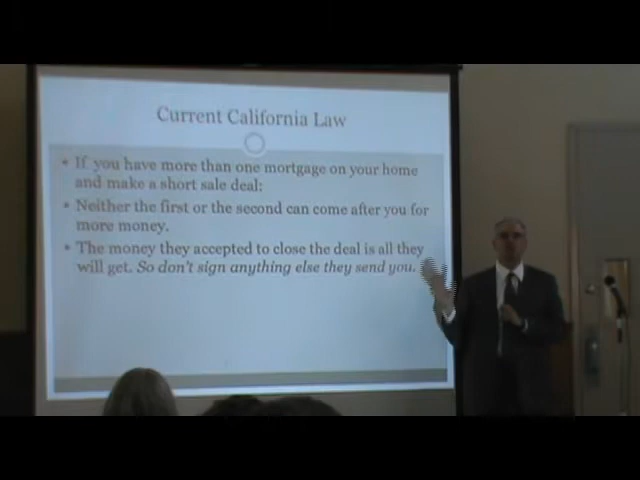 Current California Law
• If you have more than one mortgage on your home
and make a short sale deal:
• Neither the first or the second can come after you for
more money.
• The money they accepted to close the deal is all they
will get. So don't sign anything else they send you.